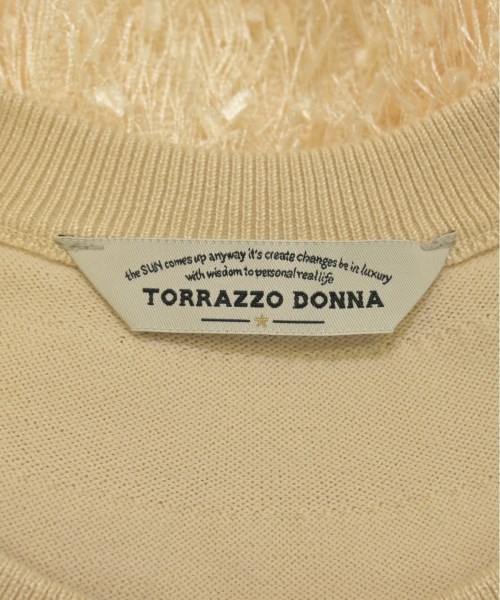 the SUN comes up anyway it's create changes be in luxury
with wisdom to personal real life
TORRAZZO DONNA